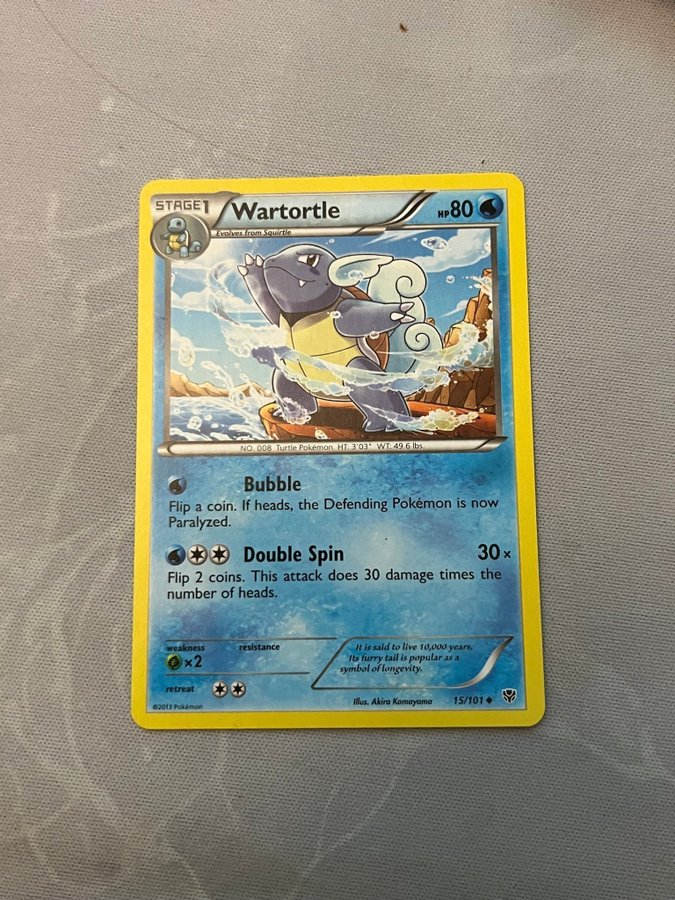 STAGE1
Wartortle
HP80
Evolves from Squirtle
NO. 008 Turtle Pokémon. HT: 3'03" WT: 49.6 lbs.
Bubble
Flip a coin. If heads, the Defending Pokémon is now
Paralyzed.
Double Spin 30×
Flip 2 coins. This attack does 30 damage times the
number of heads.
weakness resistance
×2
retreat
It is said to live 10,000 years.
Its furry tail is popular as a
symbol of longevity.
©2013 Pokémon
Illus. Akira Komayama
15/101